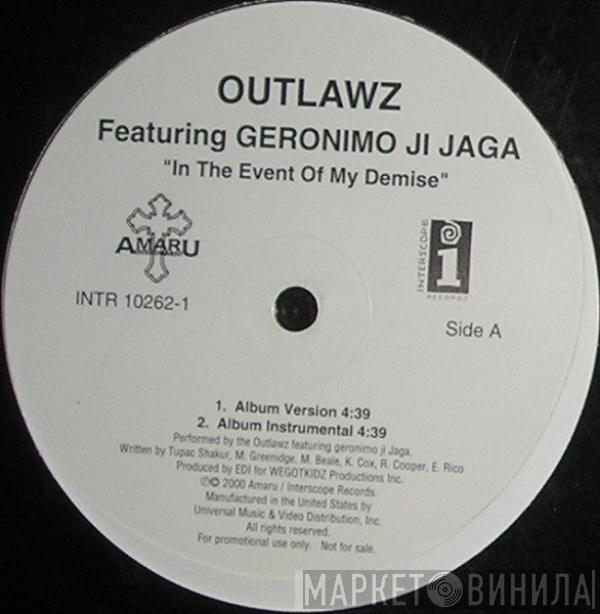 OUTLAWZ
Featuring GERONIMO JI JAGA
"In The Event Of My Demise"
AMARU
INTERSCOPE
RECORDS
INTR 10262-1
Side A
1. Album Version 4:39
2. Album Instrumental 4:39
Performed by the Outlawz featuring geronimo ji Jaga.
Written by Tupac Shakur, M. Greenidge, M. Beale, K. Cox, R. Cooper, E. Rico
Produced by EDI for WEGOTKIDZ Productions Inc.
℗© 2000 Amaru / Interscope Records.
Manufactured in the United States by
Universal Music & Video Distribution, Inc.
All rights reserved.
For promotional use only. Not for sale.
МАРКЕТ ВИНИЛА